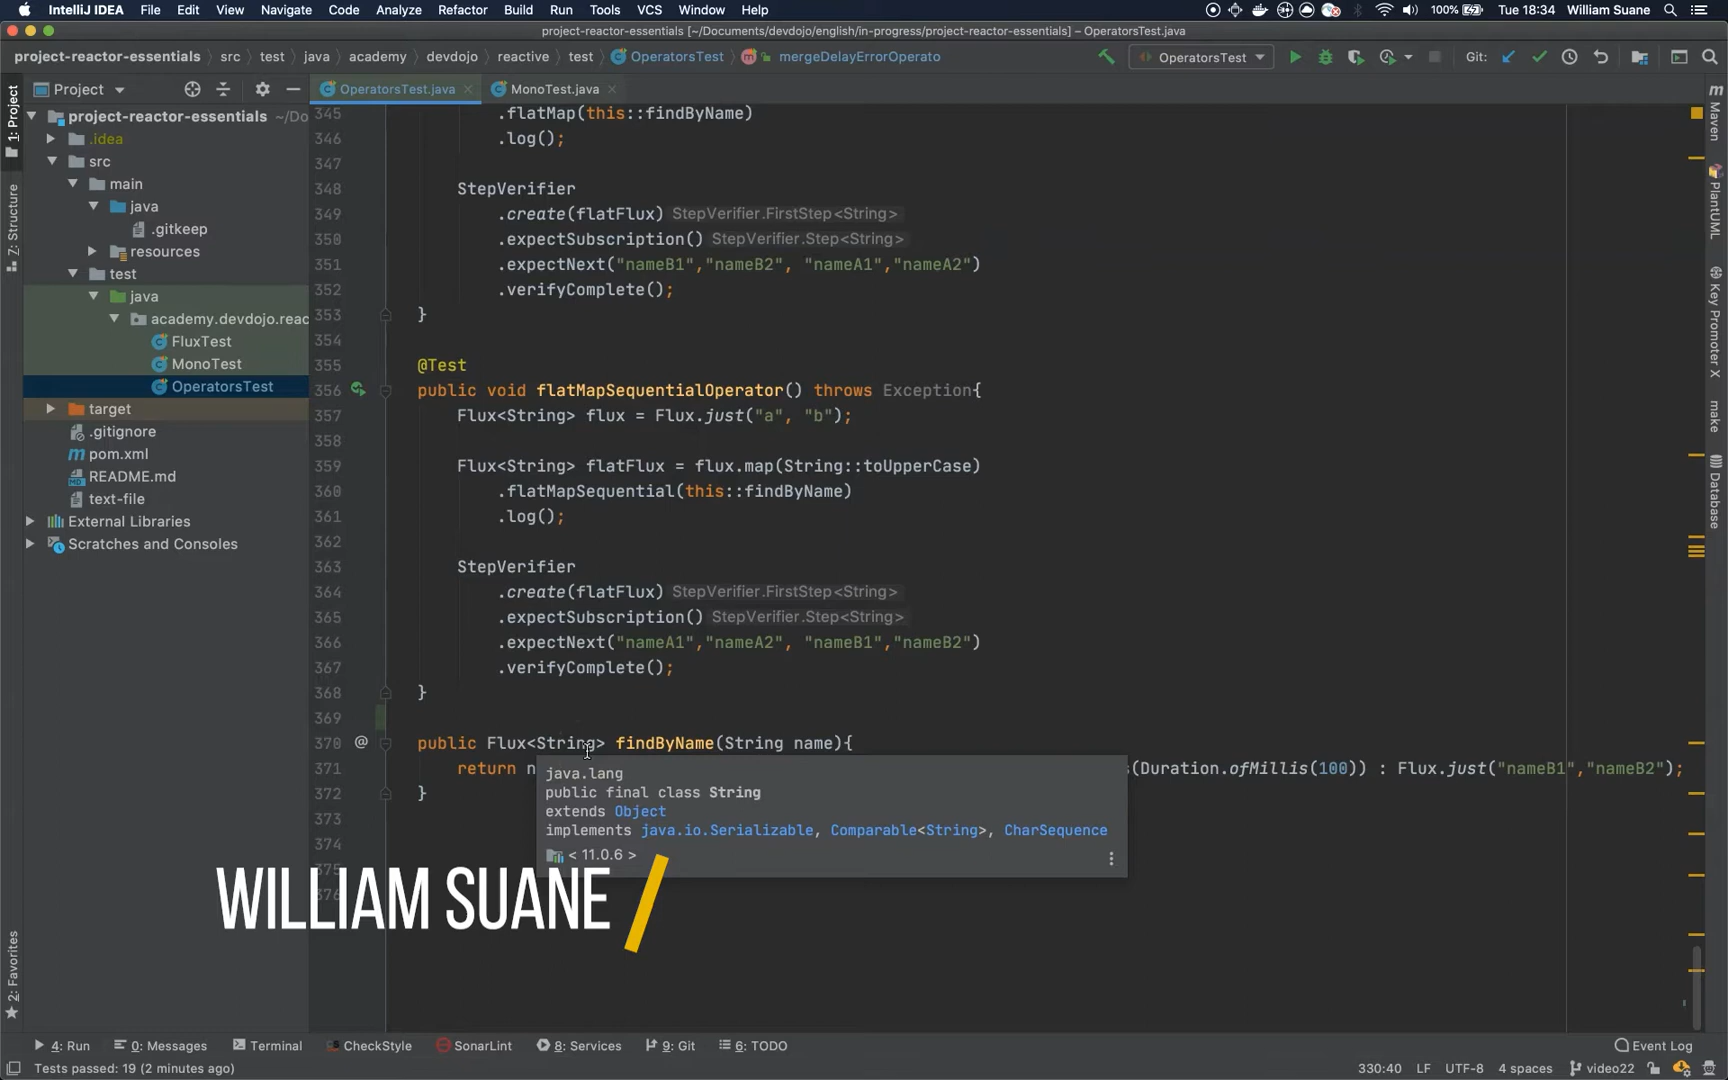 IntelliJ IDEA File Edit View Navigate Code Analyze Refactor Build Run Tools VCS Window Help 100% Tue 18:34 William Suane
project-reactor-essentials [~/Documents/devdojo/english/in-progress/project-reactor-essentials] – OperatorsTest.java
project-reactor-essentials src test java academy devdojo reactive test OperatorsTest mergeDelayErrorOperato OperatorsTest Git:
Project OperatorsTest.java MonoTest.java
project-reactor-essentials ~/Do
.idea
src
main
java
.gitkeep
resources
test
java
academy.devdojo.reac
FluxTest
MonoTest
OperatorsTest
target
.gitignore
pom.xml
README.md
text-file
External Libraries
Scratches and Consoles
1: Project
Z: Structure
2: Favorites
345 .flatMap(this::findByName)
346 .log();
347
348 StepVerifier
349 .create(flatFlux) StepVerifier.FirstStep<String>
350 .expectSubscription() StepVerifier.Step<String>
351 .expectNext("nameB1","nameB2", "nameA1","nameA2")
352 .verifyComplete();
353 }
354
355 @Test
356 public void flatMapSequentialOperator() throws Exception{
357 Flux<String> flux = Flux.just("a", "b");
358
359 Flux<String> flatFlux = flux.map(String::toUpperCase)
360 .flatMapSequential(this::findByName)
361 .log();
362
363 StepVerifier
364 .create(flatFlux) StepVerifier.FirstStep<String>
365 .expectSubscription() StepVerifier.Step<String>
366 .expectNext("nameA1","nameA2", "nameB1","nameB2")
367 .verifyComplete();
368 }
369
370 @ public Flux<String> findByName(String name){
371 return n s(Duration.ofMillis(100)) : Flux.just("nameB1","nameB2");
372 }
373
java.lang
public final class String
extends Object
implements java.io.Serializable, Comparable<String>, CharSequence
< 11.0.6 >
WILLIAM SUANE
Maven
PlantUML
Key Promoter X
make
Database
4: Run 0: Messages Terminal CheckStyle SonarLint 8: Services 9: Git 6: TODO Event Log
Tests passed: 19 (2 minutes ago) 330:40 LF UTF-8 4 spaces video22